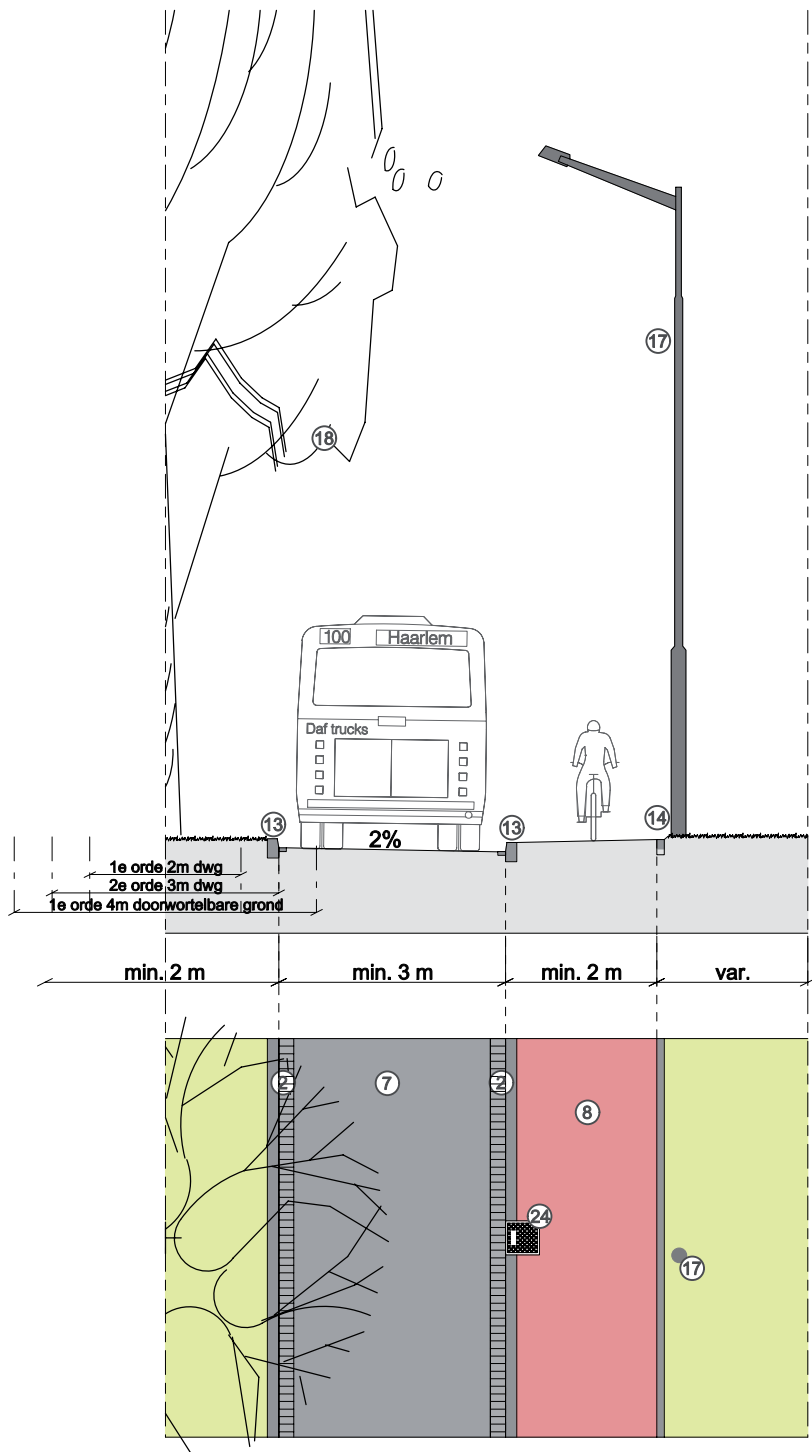 17
18
100 Haarlem
Daf trucks
13 13 14
2%
1e orde 2m dwg
2e orde 3m dwg
1e orde 4m doorwortelbare grond
min. 2 m min. 3 m min. 2 m var.
2 7 2
8
24
17